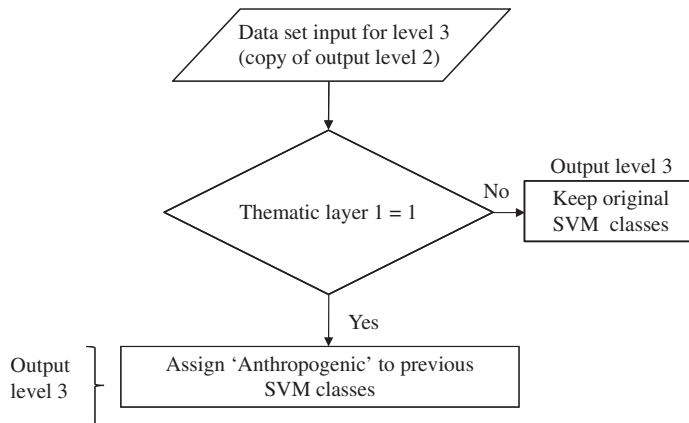 Data set input for level 3
(copy of output level 2)
Thematic layer 1 = 1
No
Output level 3
Keep original
SVM classes
Yes
Output
level 3
Assign ‘Anthropogenic’ to previous
SVM classes